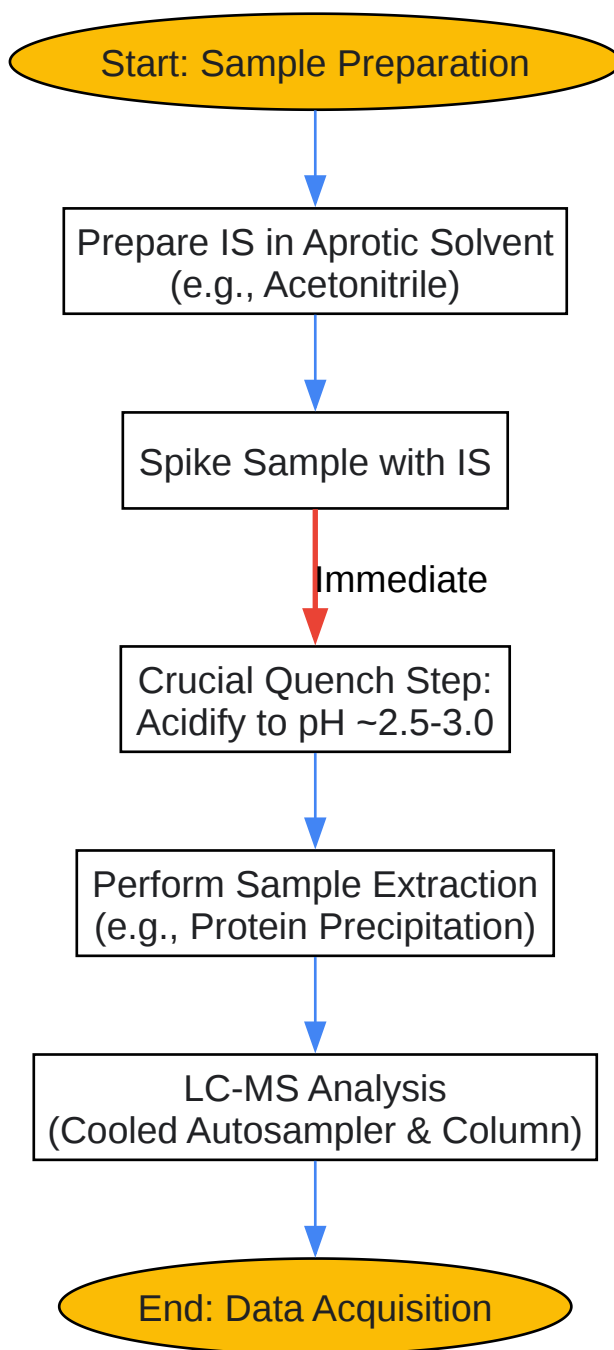 Start: Sample Preparation
Prepare IS in Aprotic Solvent
(e.g., Acetonitrile)
Spike Sample with IS
Immediate
Crucial Quench Step:
Acidify to pH ~2.5-3.0
Perform Sample Extraction
(e.g., Protein Precipitation)
LC-MS Analysis
(Cooled Autosampler & Column)
End: Data Acquisition